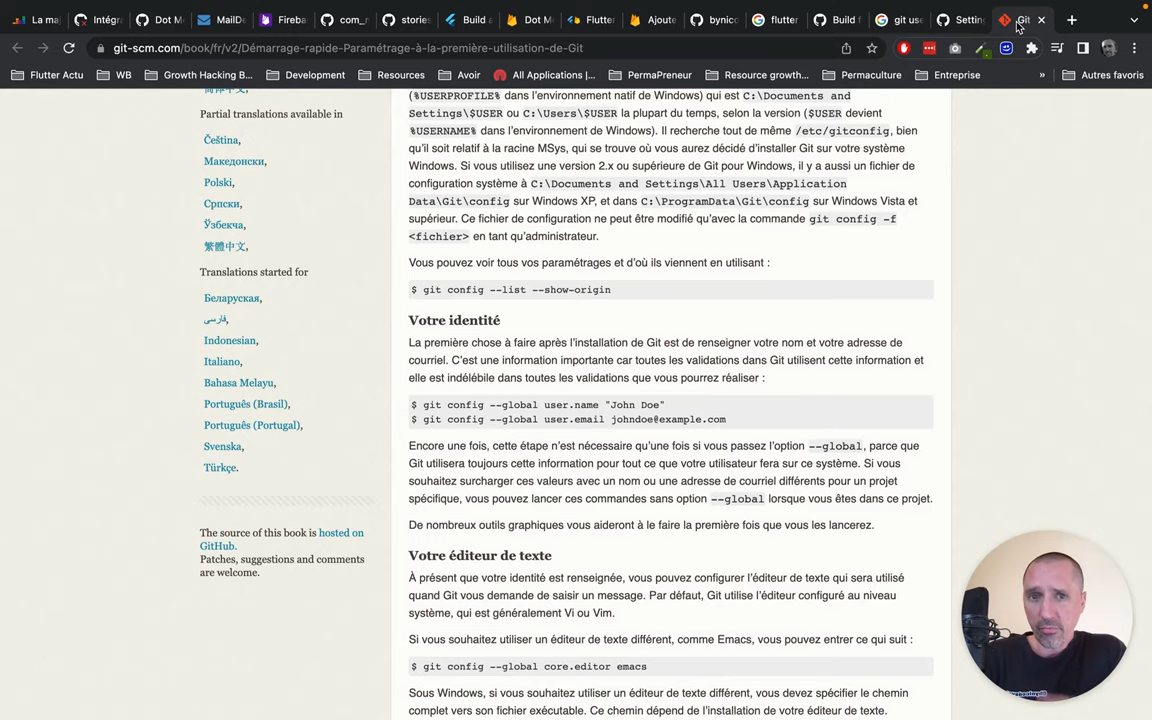 La maj
Intégra
Dot M
MailDe
Fireba
com_r
stories
Build a
Dot M
Flutter
Ajoute
bynico
flutter
Build f
git use
Setting
Git
git-scm.com/book/fr/v2/Démarrage-rapide-Paramétrage-à-la-première-utilisation-de-Git
Flutter Actu
WB
Growth Hacking B...
Development
Resources
Avoir
All Applications |...
PermaPreneur
Resource growth...
Permaculture
Entreprise
»
Autres favoris
简体中文,
Partial translations available in
Čeština,
Македонски,
Polski,
Српски,
Ўзбекча,
繁體中文,
Translations started for
Беларуская,
فارسی,
Indonesian,
Italiano,
Bahasa Melayu,
Português (Brasil),
Português (Portugal),
Svenska,
Türkçe.
The source of this book is hosted on
GitHub.
Patches, suggestions and comments
are welcome.
(%USERPROFILE% dans l'environnement natif de Windows) qui est C:\Documents and
Settings\$USER ou C:\Users\$USER la plupart du temps, selon la version ($USER devient
%USERNAME% dans l'environnement de Windows). Il recherche tout de même /etc/gitconfig, bien
qu'il soit relatif à la racine MSys, qui se trouve où vous aurez décidé d'installer Git sur votre système
Windows. Si vous utilisez une version 2.x ou supérieure de Git pour Windows, il y a aussi un fichier de
configuration système à C:\Documents and Settings\All Users\Application
Data\Git\config sur Windows XP, et dans C:\ProgramData\Git\config sur Windows Vista et
supérieur. Ce fichier de configuration ne peut être modifié qu'avec la commande git config -f
<fichier> en tant qu'administrateur.
Vous pouvez voir tous vos paramétrages et d'où ils viennent en utilisant :
$ git config --list --show-origin
Votre identité
La première chose à faire après l'installation de Git est de renseigner votre nom et votre adresse de
courriel. C'est une information importante car toutes les validations dans Git utilisent cette information et
elle est indélébile dans toutes les validations que vous pourrez réaliser :
$ git config --global user.name "John Doe"
$ git config --global user.email johndoe@example.com
Encore une fois, cette étape n'est nécessaire qu'une fois si vous passez l'option --global, parce que
Git utilisera toujours cette information pour tout ce que votre utilisateur fera sur ce système. Si vous
souhaitez surcharger ces valeurs avec un nom ou une adresse de courriel différents pour un projet
spécifique, vous pouvez lancer ces commandes sans option --global lorsque vous êtes dans ce projet.
De nombreux outils graphiques vous aideront à le faire la première fois que vous les lancerez.
Votre éditeur de texte
À présent que votre identité est renseignée, vous pouvez configurer l'éditeur de texte qui sera utilisé
quand Git vous demande de saisir un message. Par défaut, Git utilise l'éditeur configuré au niveau
système, qui est généralement Vi ou Vim.
Si vous souhaitez utiliser un éditeur de texte différent, comme Emacs, vous pouvez entrer ce qui suit :
$ git config --global core.editor emacs
Sous Windows, si vous souhaitez utiliser un éditeur de texte différent, vous devez spécifier le chemin
complet vers son fichier exécutable. Ce chemin dépend de l'installation de votre éditeur de texte.